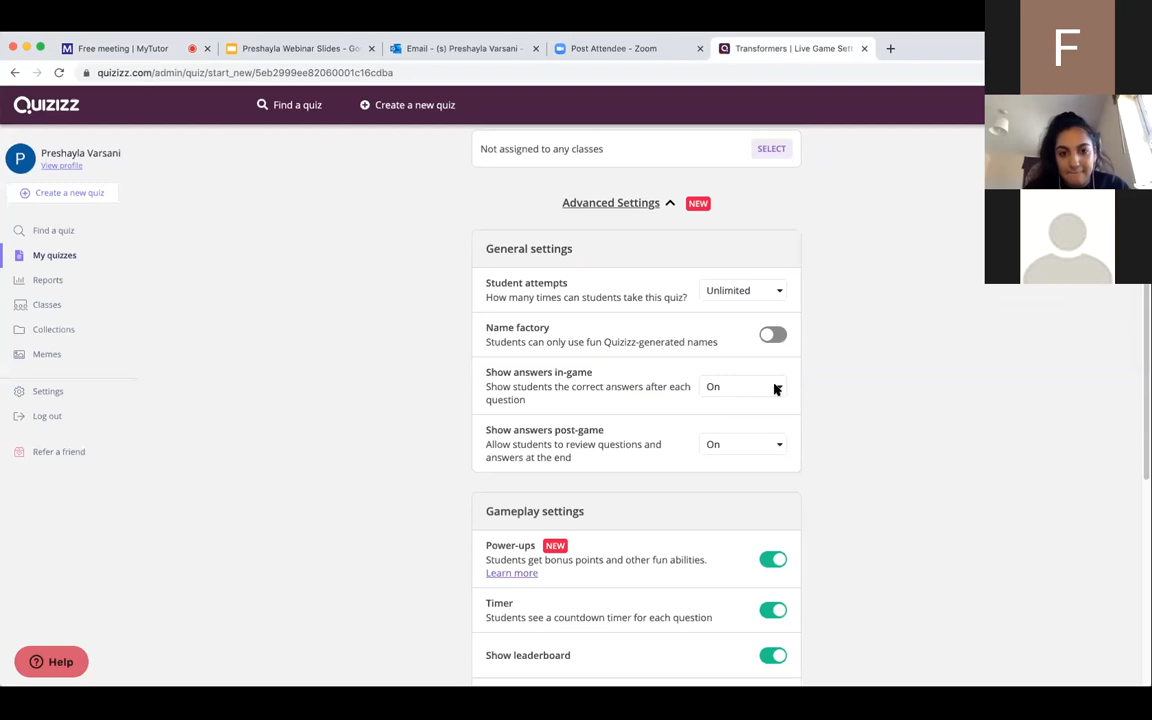 F
Free meeting | MyTutor
Preshayla Webinar Slides - Go
Email - (s) Preshayla Varsani -
Post Attendee - Zoom
Transformers | Live Game Set
quizizz.com/admin/quiz/start_new/5eb2999ee82060001c16cdba
Quizizz
Find a quiz
Create a new quiz
P
Preshayla Varsani
View profile
Create a new quiz
Find a quiz
My quizzes
Reports
Classes
Collections
Memes
Settings
Log out
Refer a friend
Help
Not assigned to any classes
SELECT
Advanced Settings
NEW
General settings
Student attempts
How many times can students take this quiz?
Unlimited
Name factory
Students can only use fun Quizizz-generated names
Show answers in-game
Show students the correct answers after each
question
On
Show answers post-game
Allow students to review questions and
answers at the end
On
Gameplay settings
Power-ups NEW
Students get bonus points and other fun abilities.
Learn more
Timer
Students see a countdown timer for each question
Show leaderboard